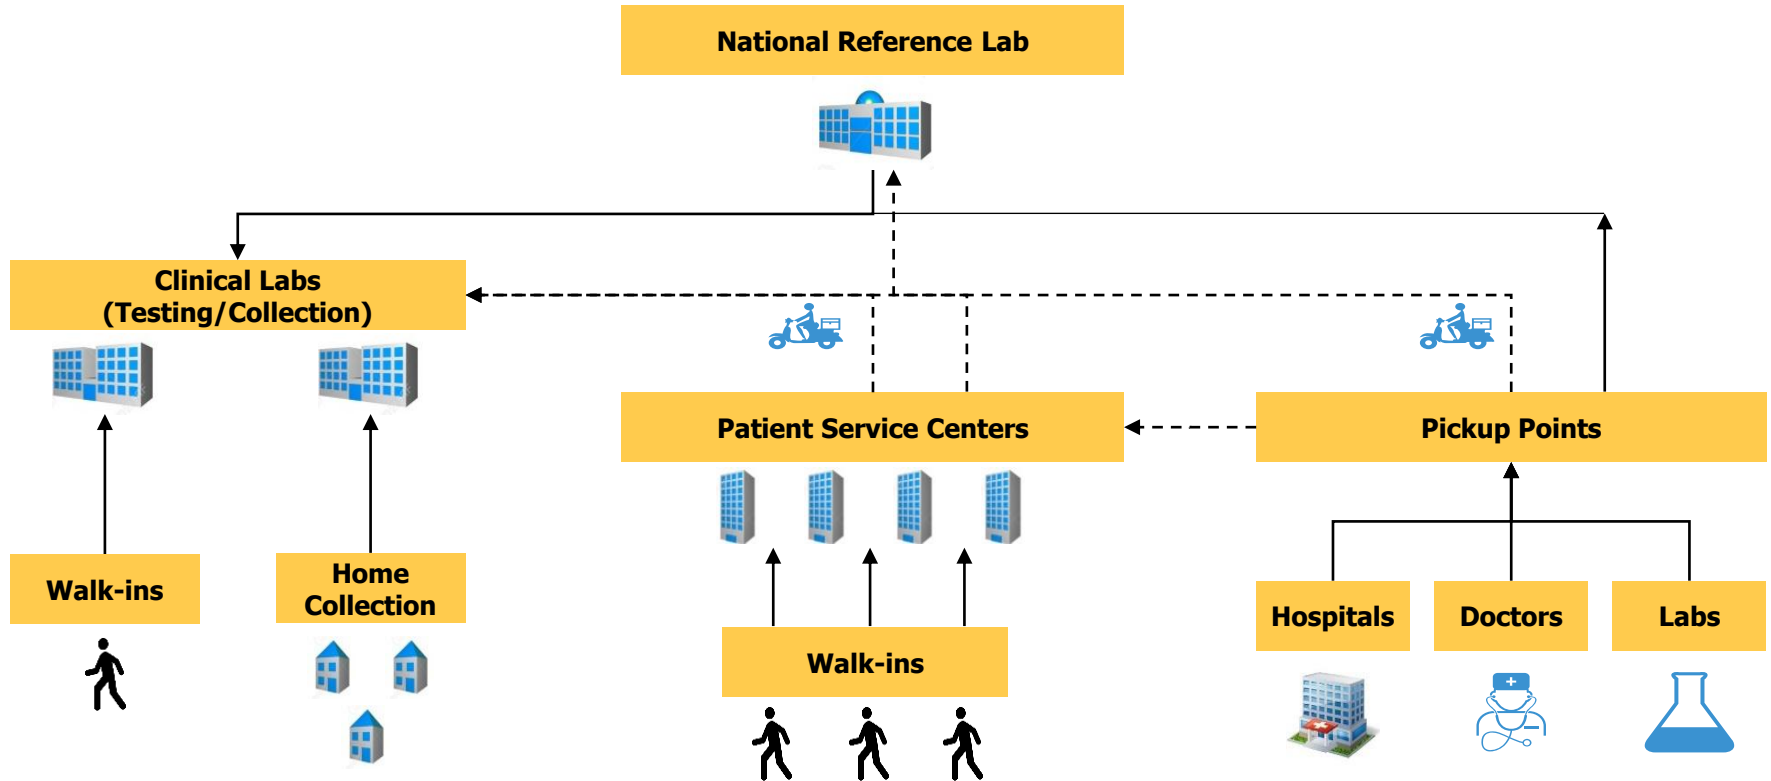 National Reference Lab
Clinical Labs
(Testing/Collection)
Patient Service Centers
Pickup Points
Walk-ins
Home
Collection
Hospitals
Doctors
Labs
Walk-ins